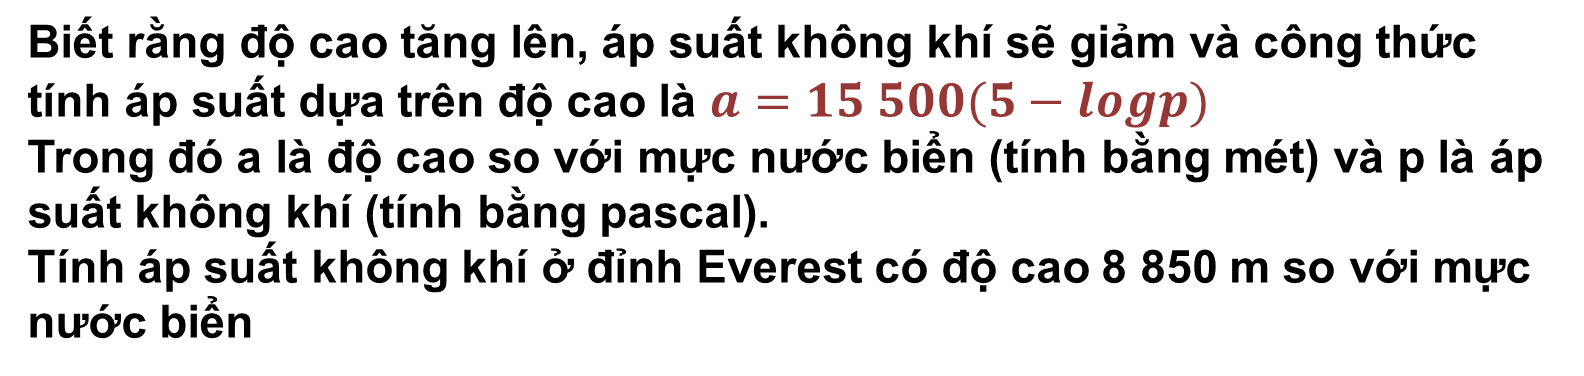 Biết rằng độ cao tăng lên, áp suất không khí sẽ giảm và công thức
tính áp suất dựa trên độ cao là a = 15 500(5 − logp)
Trong đó a là độ cao so với mực nước biển (tính bằng mét) và p là áp
suất không khí (tính bằng pascal).
Tính áp suất không khí ở đỉnh Everest có độ cao 8 850 m so với mực
nước biển